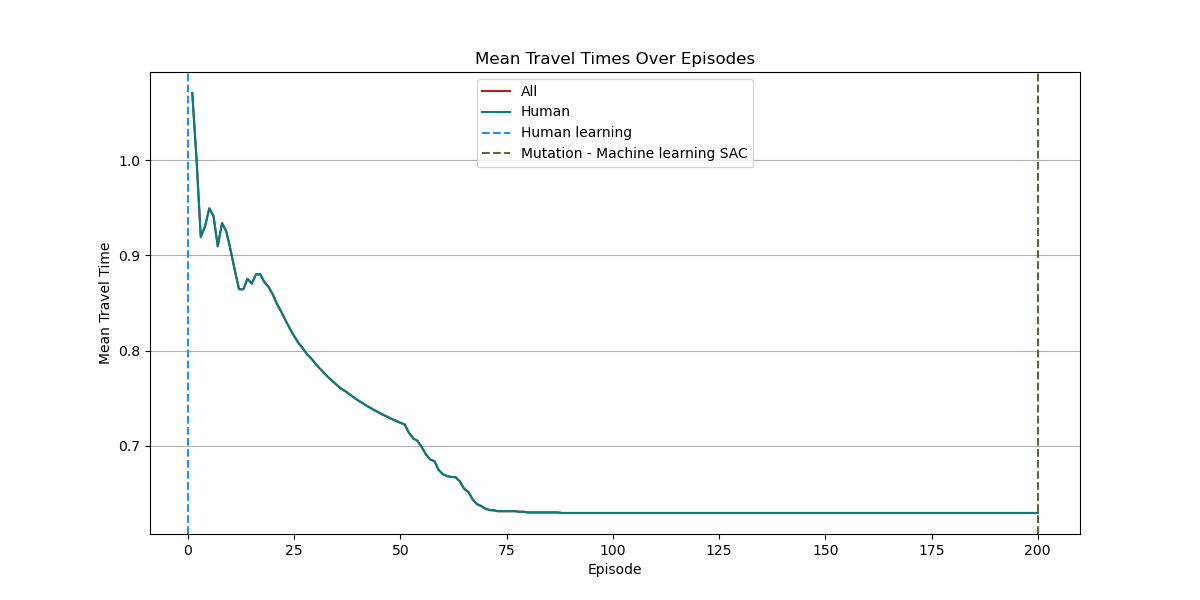 Mean Travel Times Over Episodes
All
Human
Human learning
Mutation - Machine learning SAC
Mean Travel Time
1.0
0.9
0.8
0.7
0 25 50 75 100 125 150 175 200
Episode